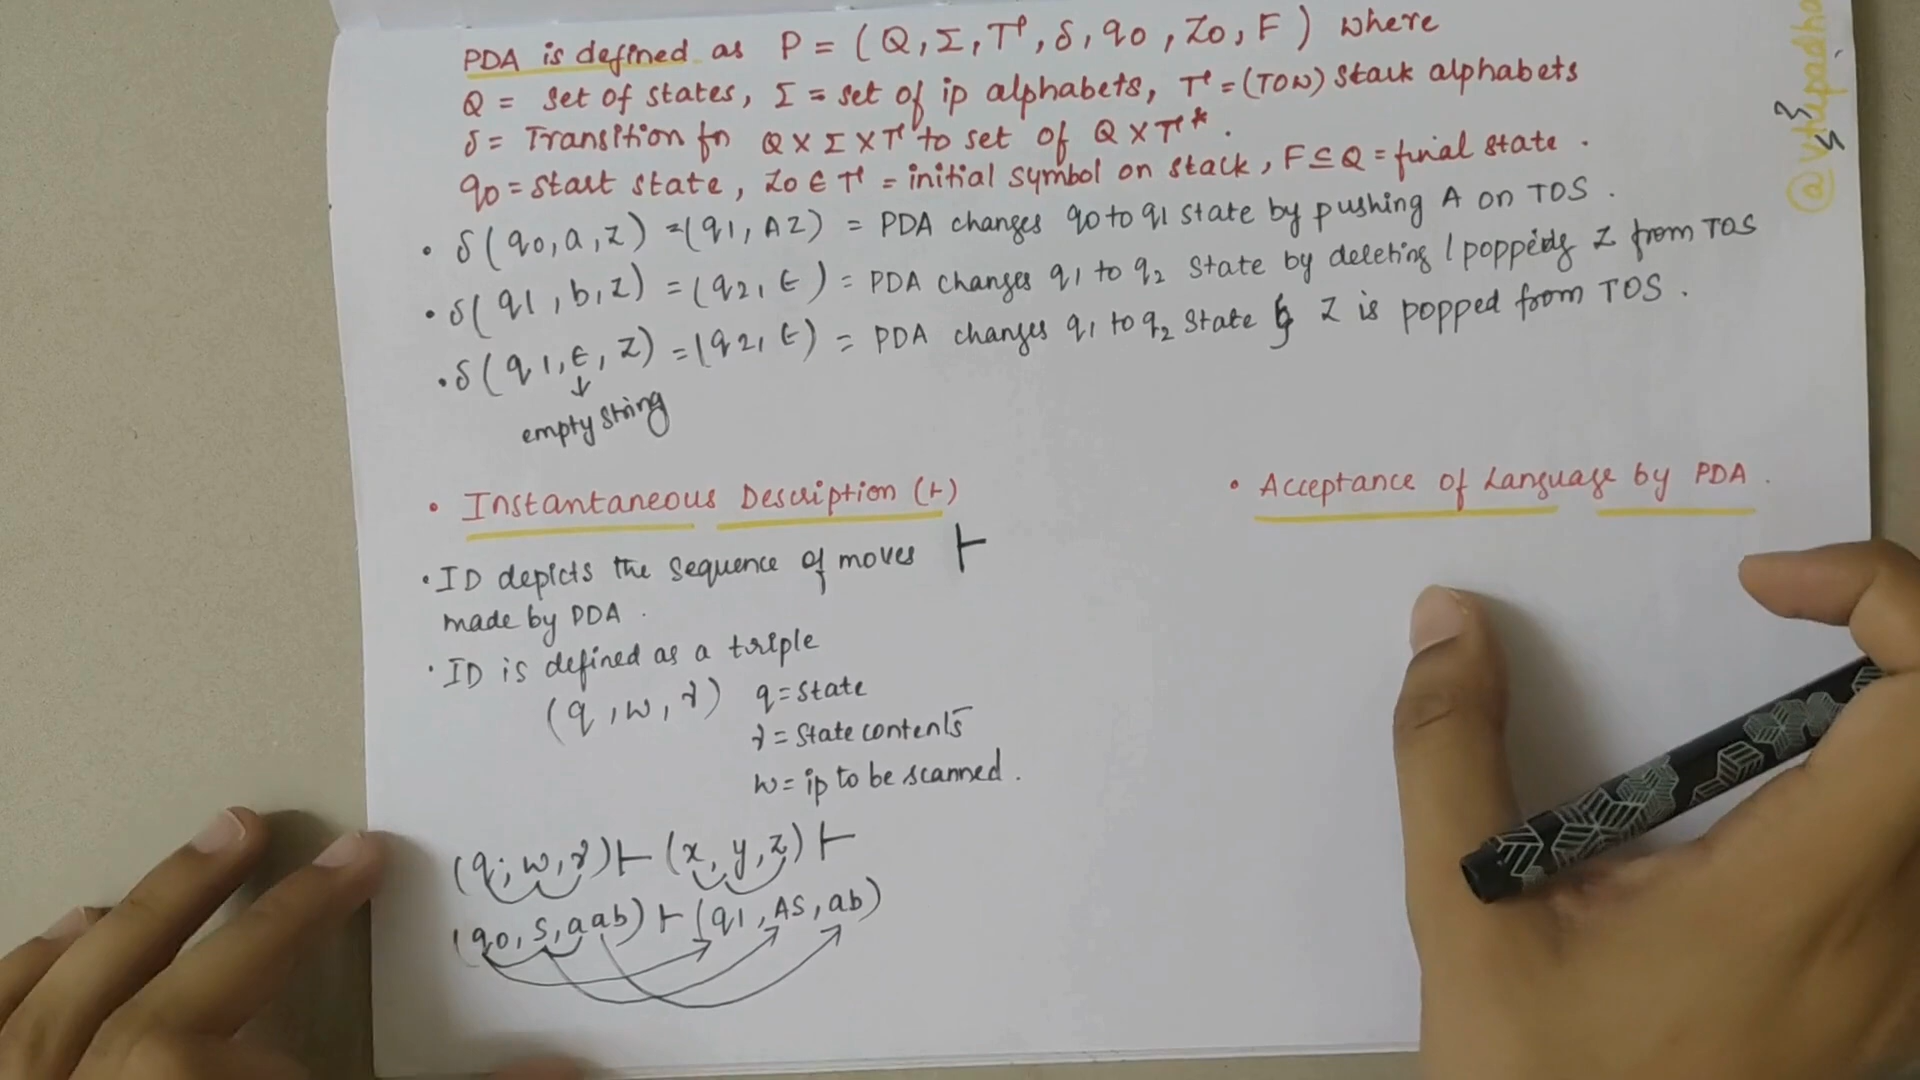 PDA is defined as P = (Q, Σ, Γ, δ, q0, Z0, F) where
Q = set of states, Σ = set of ip alphabets, Γ = (TOW) stack alphabets
δ = Transition fn Q x Σ x Γ to set of Q x Γ*.
q0 = start state, Z0 ∈ Γ = initial symbol on stack, F ⊆ Q = final state.
• δ(q0, a, z) = (q1, AZ) = PDA changes q0 to q1 state by pushing A on TOS.
• δ(q1, b, z) = (q2, ε) = PDA changes q1 to q2 state by deleting / popping Z from TOS
• δ(q1, ε, z) = (q2, ε) = PDA changes q1 to q2 state & Z is popped from TOS.
↓
empty string
• Instantaneous Description (⊢)
• ID depicts the sequence of moves ⊢
made by PDA.
• ID is defined as a triple
(q, w, γ) q = state
γ = state contents
w = ip to be scanned.
(q, w, γ) ⊢ (x, y, z) ⊢
(q0, S, aab) ⊢ (q1, AS, ab)
• Acceptance of Language by PDA.